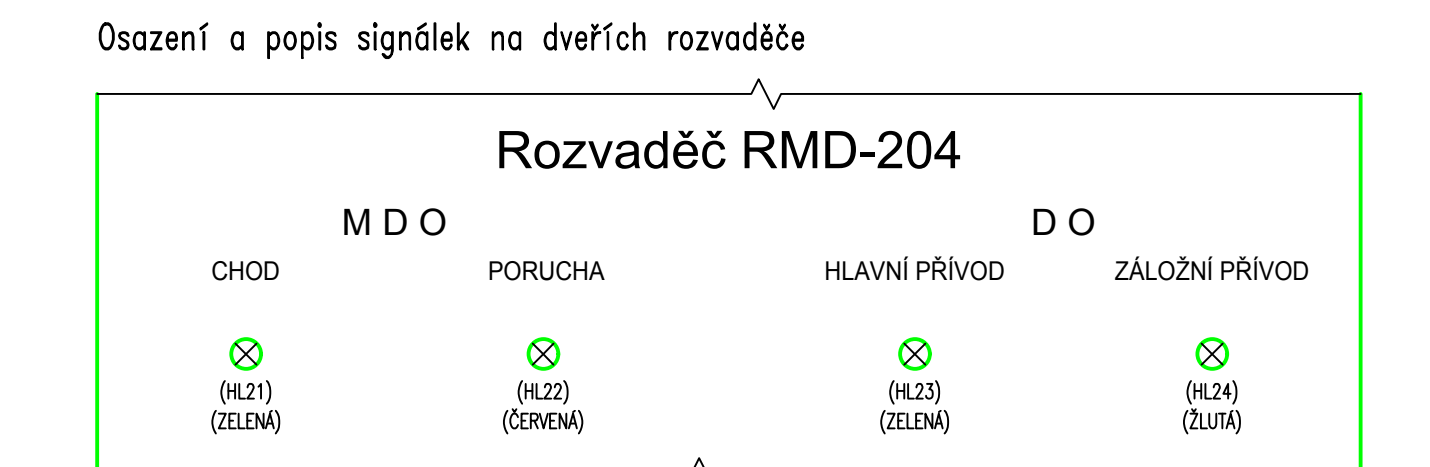 Osazení a popis signálek na dveřích rozvaděče
Rozvaděč RMD-204
M D O D O
CHOD PORUCHA HLAVNÍ PŘÍVOD ZÁLOŽNÍ PŘÍVOD
(HL21) (HL22) (HL23) (HL24)
(ZELENÁ) (ČERVENÁ) (ZELENÁ) (ŽLUTÁ)